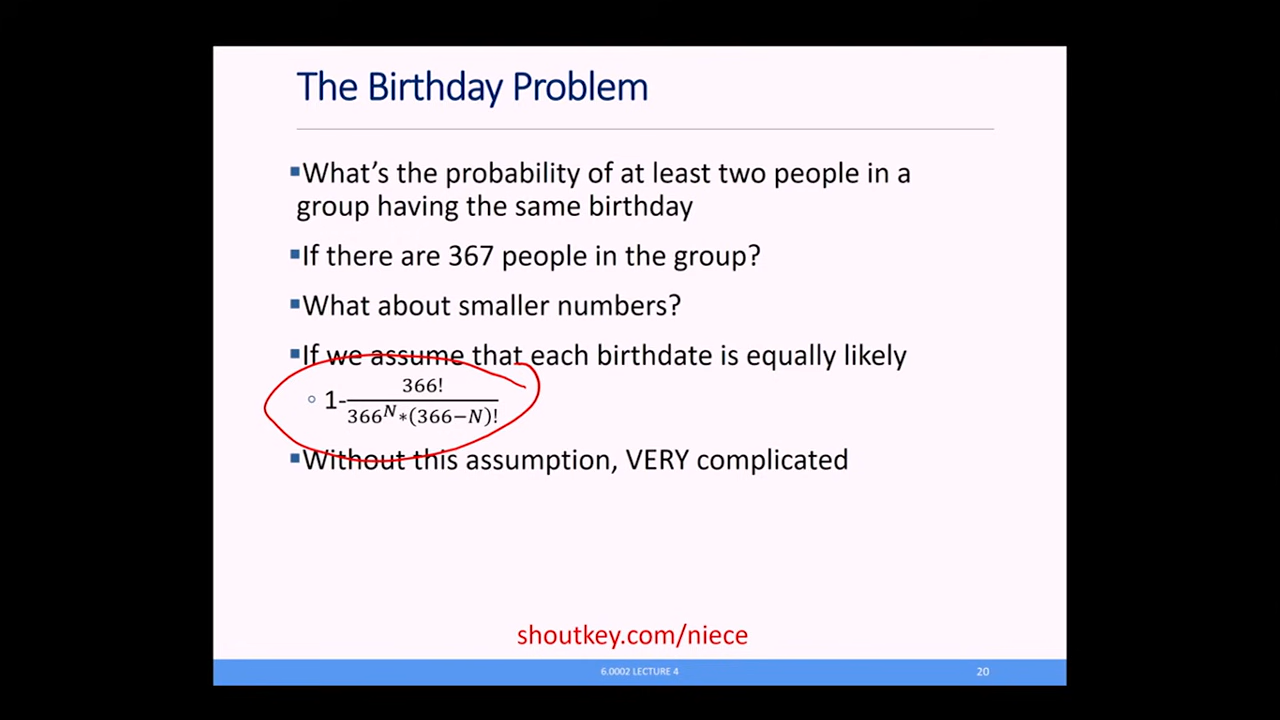 The Birthday Problem
▪What’s the probability of at least two people in a
group having the same birthday
▪If there are 367 people in the group?
▪What about smaller numbers?
▪If we assume that each birthdate is equally likely
◦ 1-366!/(366^N∗(366−N)!)
▪Without this assumption, VERY complicated
shoutkey.com/niece
6.0002 LECTURE 4
20